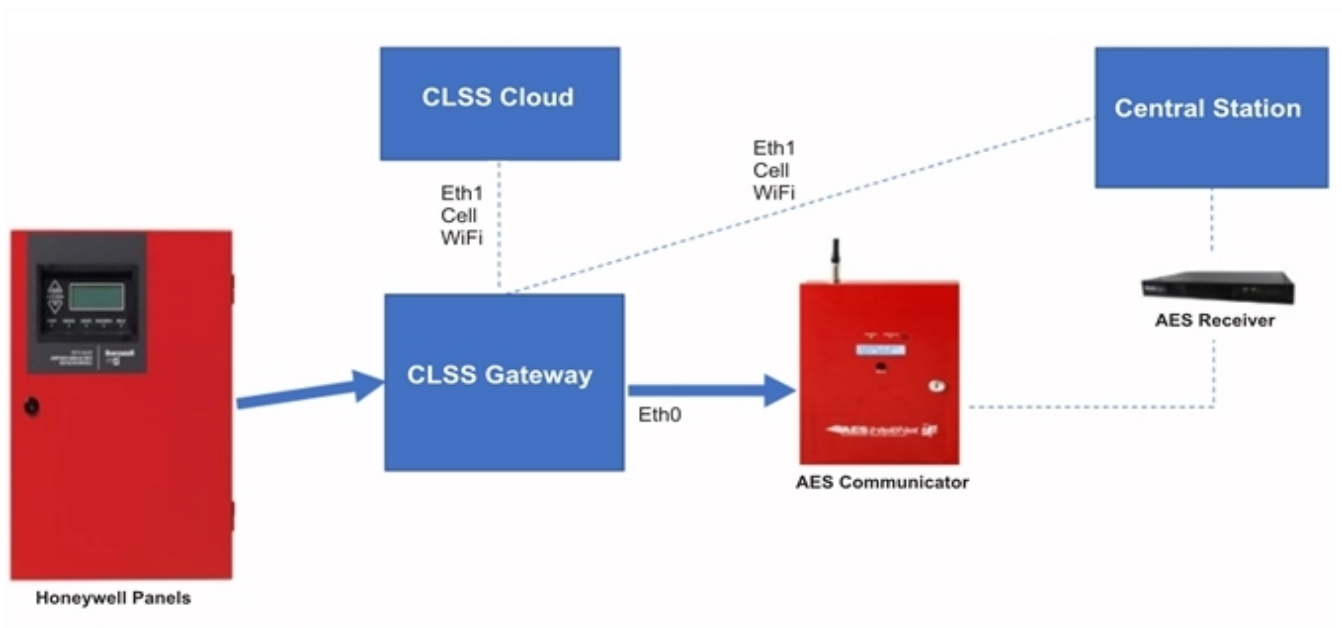 CLSS Cloud
Central Station
Eth1
Cell
WiFi
Eth1
Cell
WiFi
CLSS Gateway
Eth0
AES Receiver
AES Communicator
Honeywell Panels